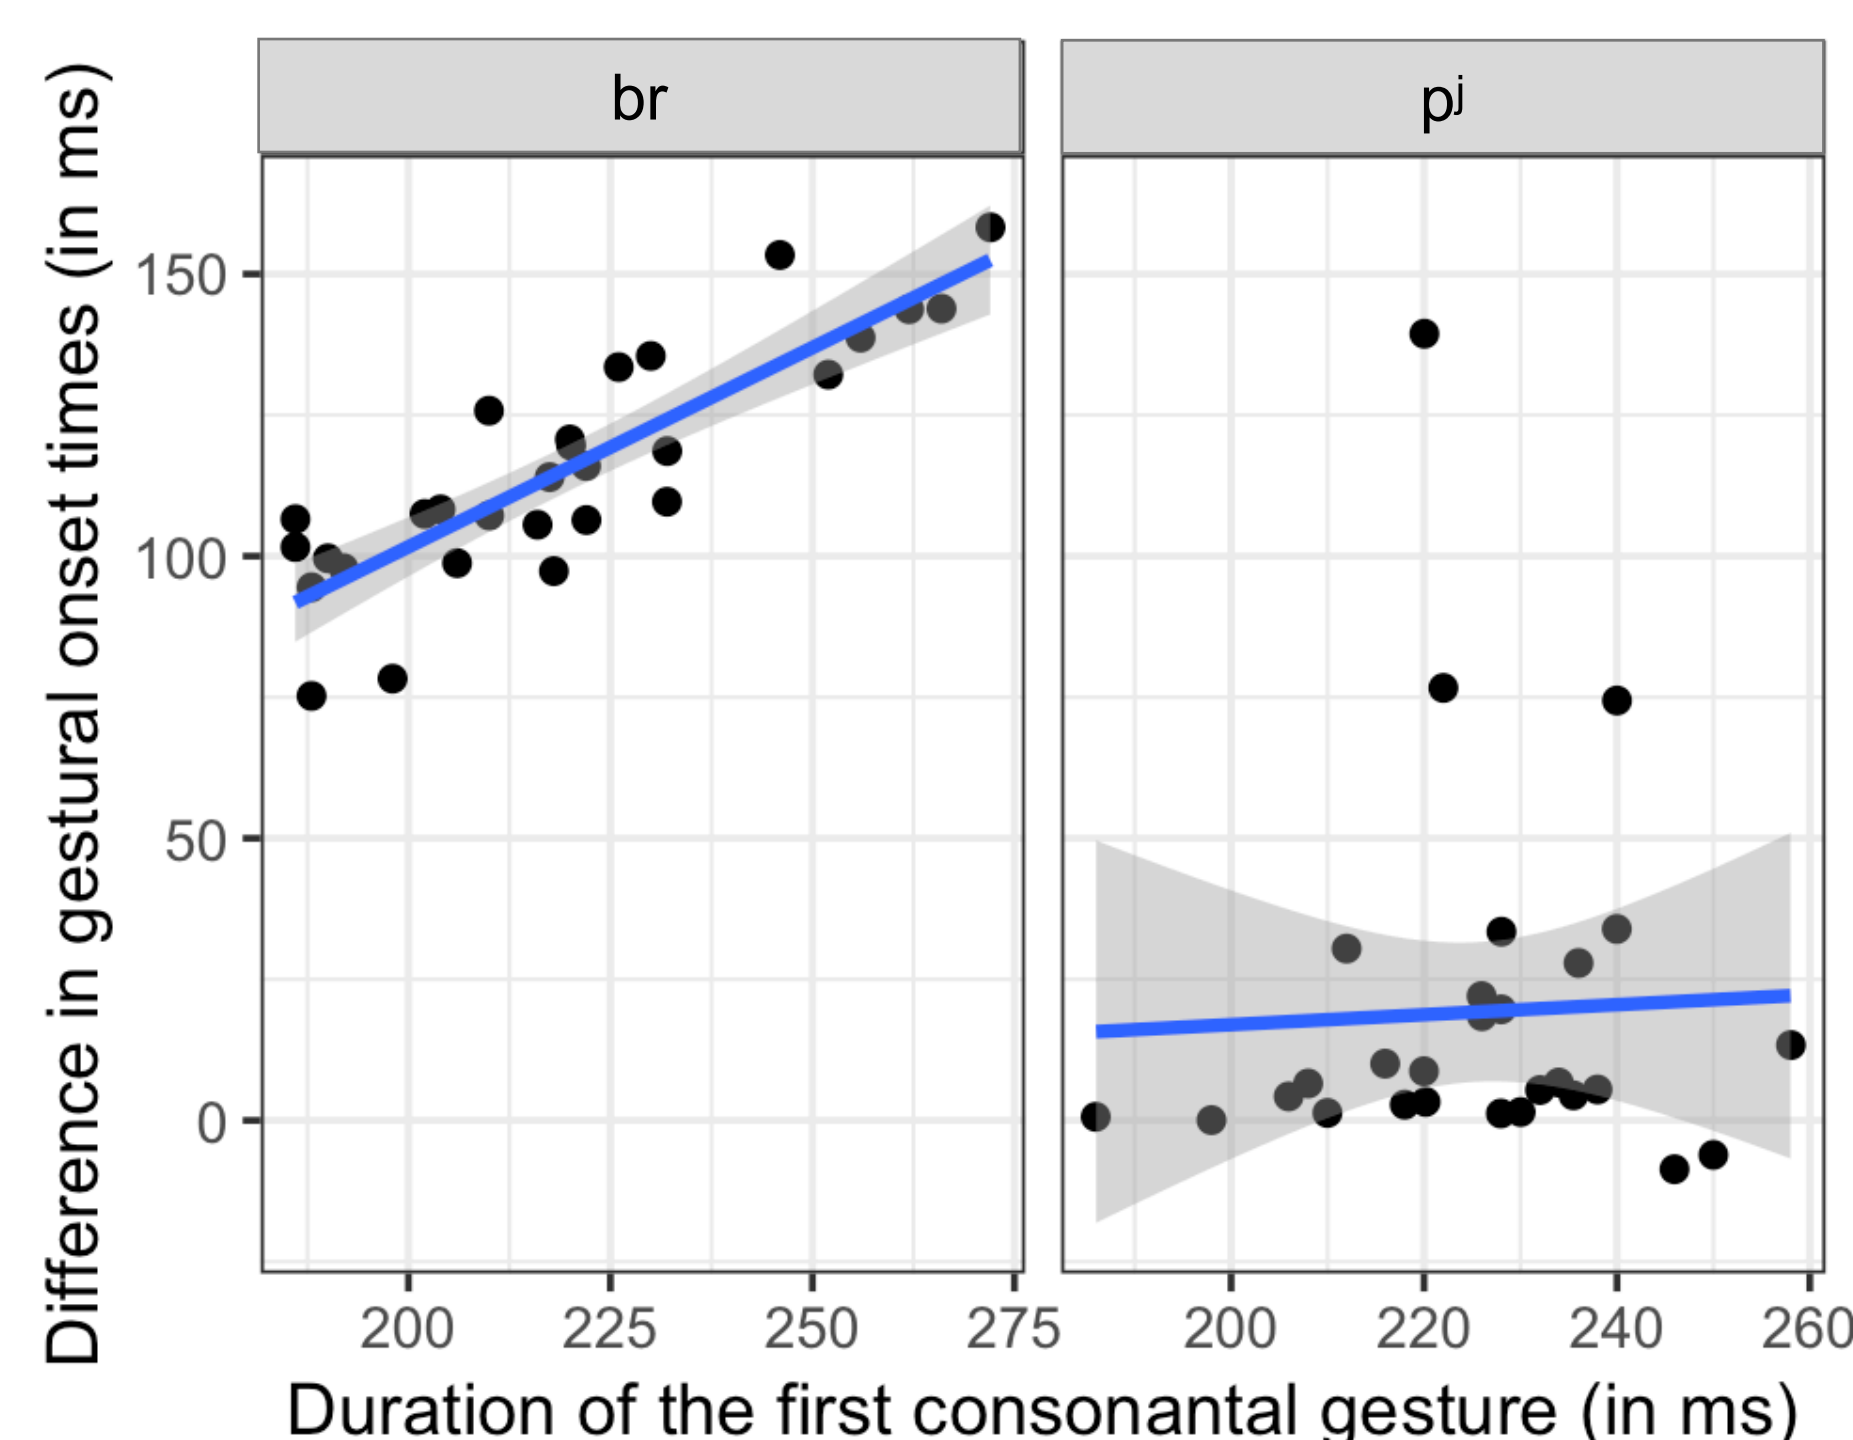 br
pʲ
Difference in gestural onset times (in ms)
150
100
50
0
200 225 250 275
200 220 240 260
Duration of the first consonantal gesture (in ms)